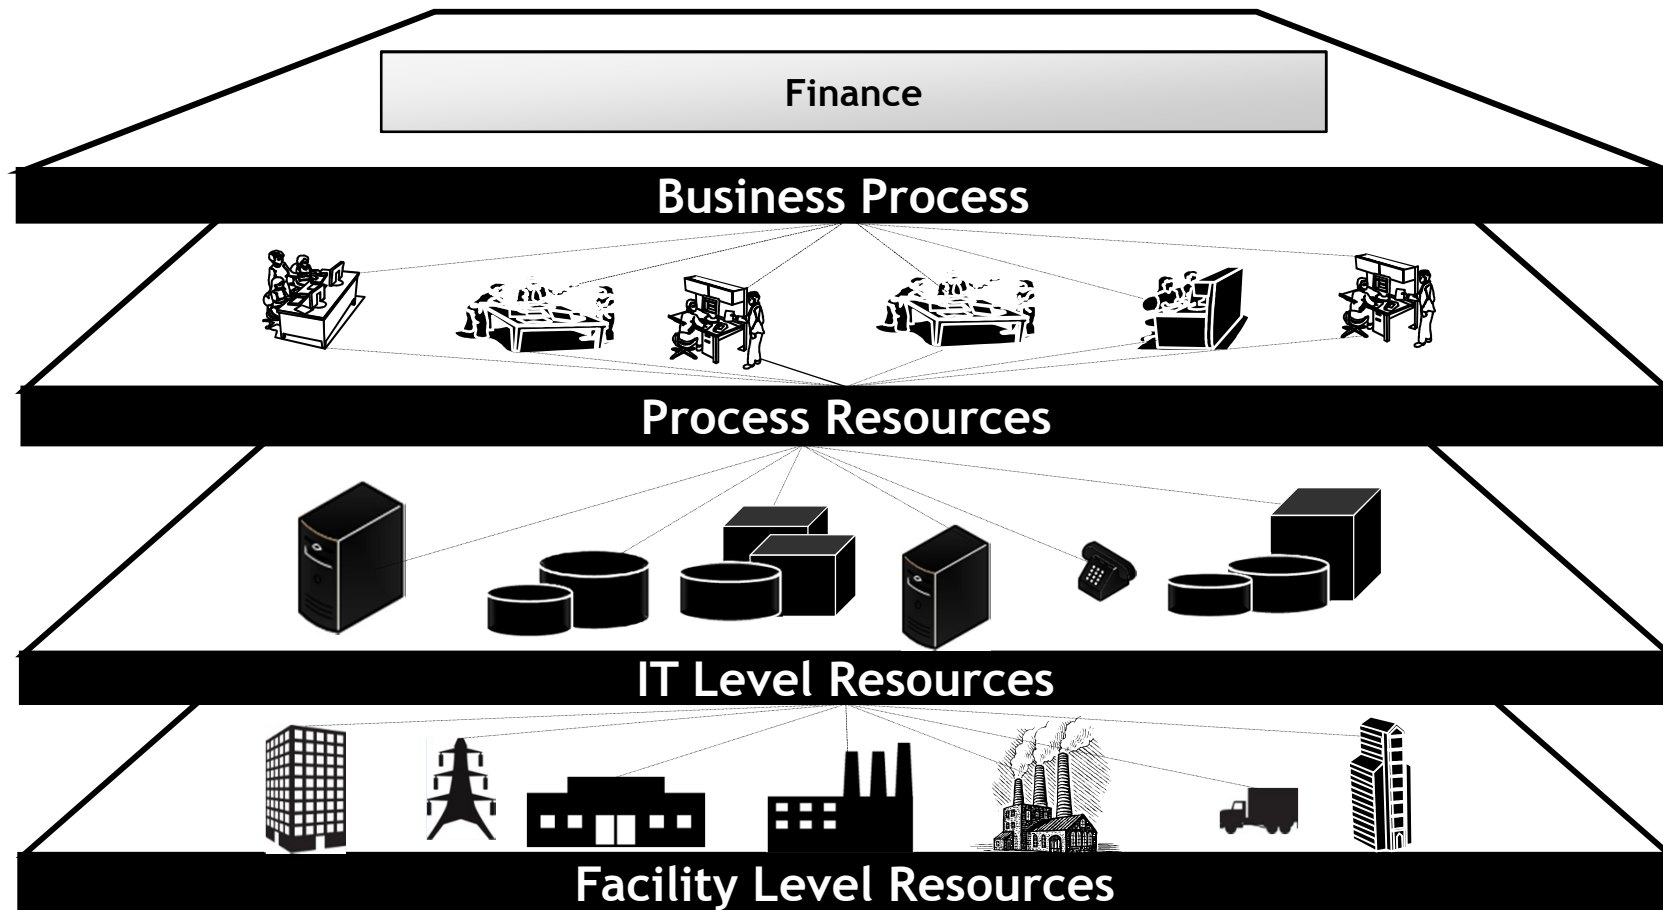 Finance
Business Process
Process Resources
IT Level Resources
Facility Level Resources